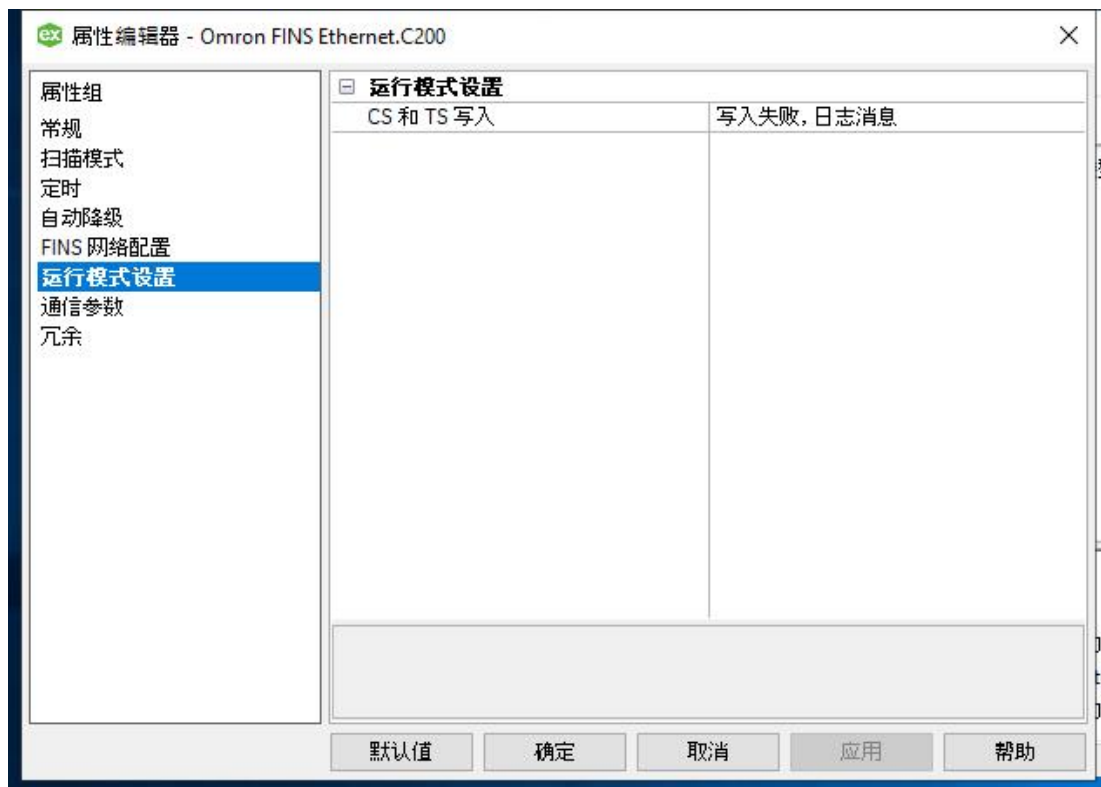 属性编辑器 - Omron FINS Ethernet.C200
属性组
常规
扫描模式
定时
自动降级
FINS 网络配置
运行模式设置
通信参数
冗余
运行模式设置
CS 和 TS 写入 写入失败, 日志消息
默认值 确定 取消 应用 帮助